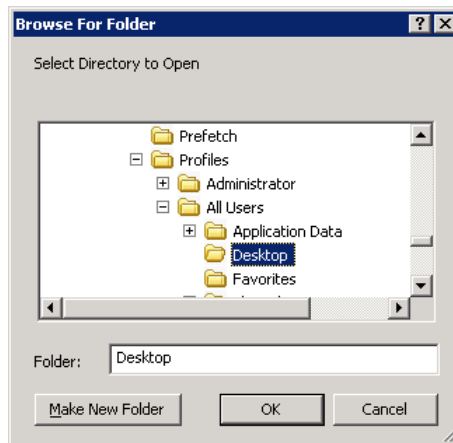 Browse For Folder
Select Directory to Open
Prefetch
Profiles
Administrator
All Users
Application Data
Desktop
Favorites
Folder: Desktop
Make New Folder OK Cancel